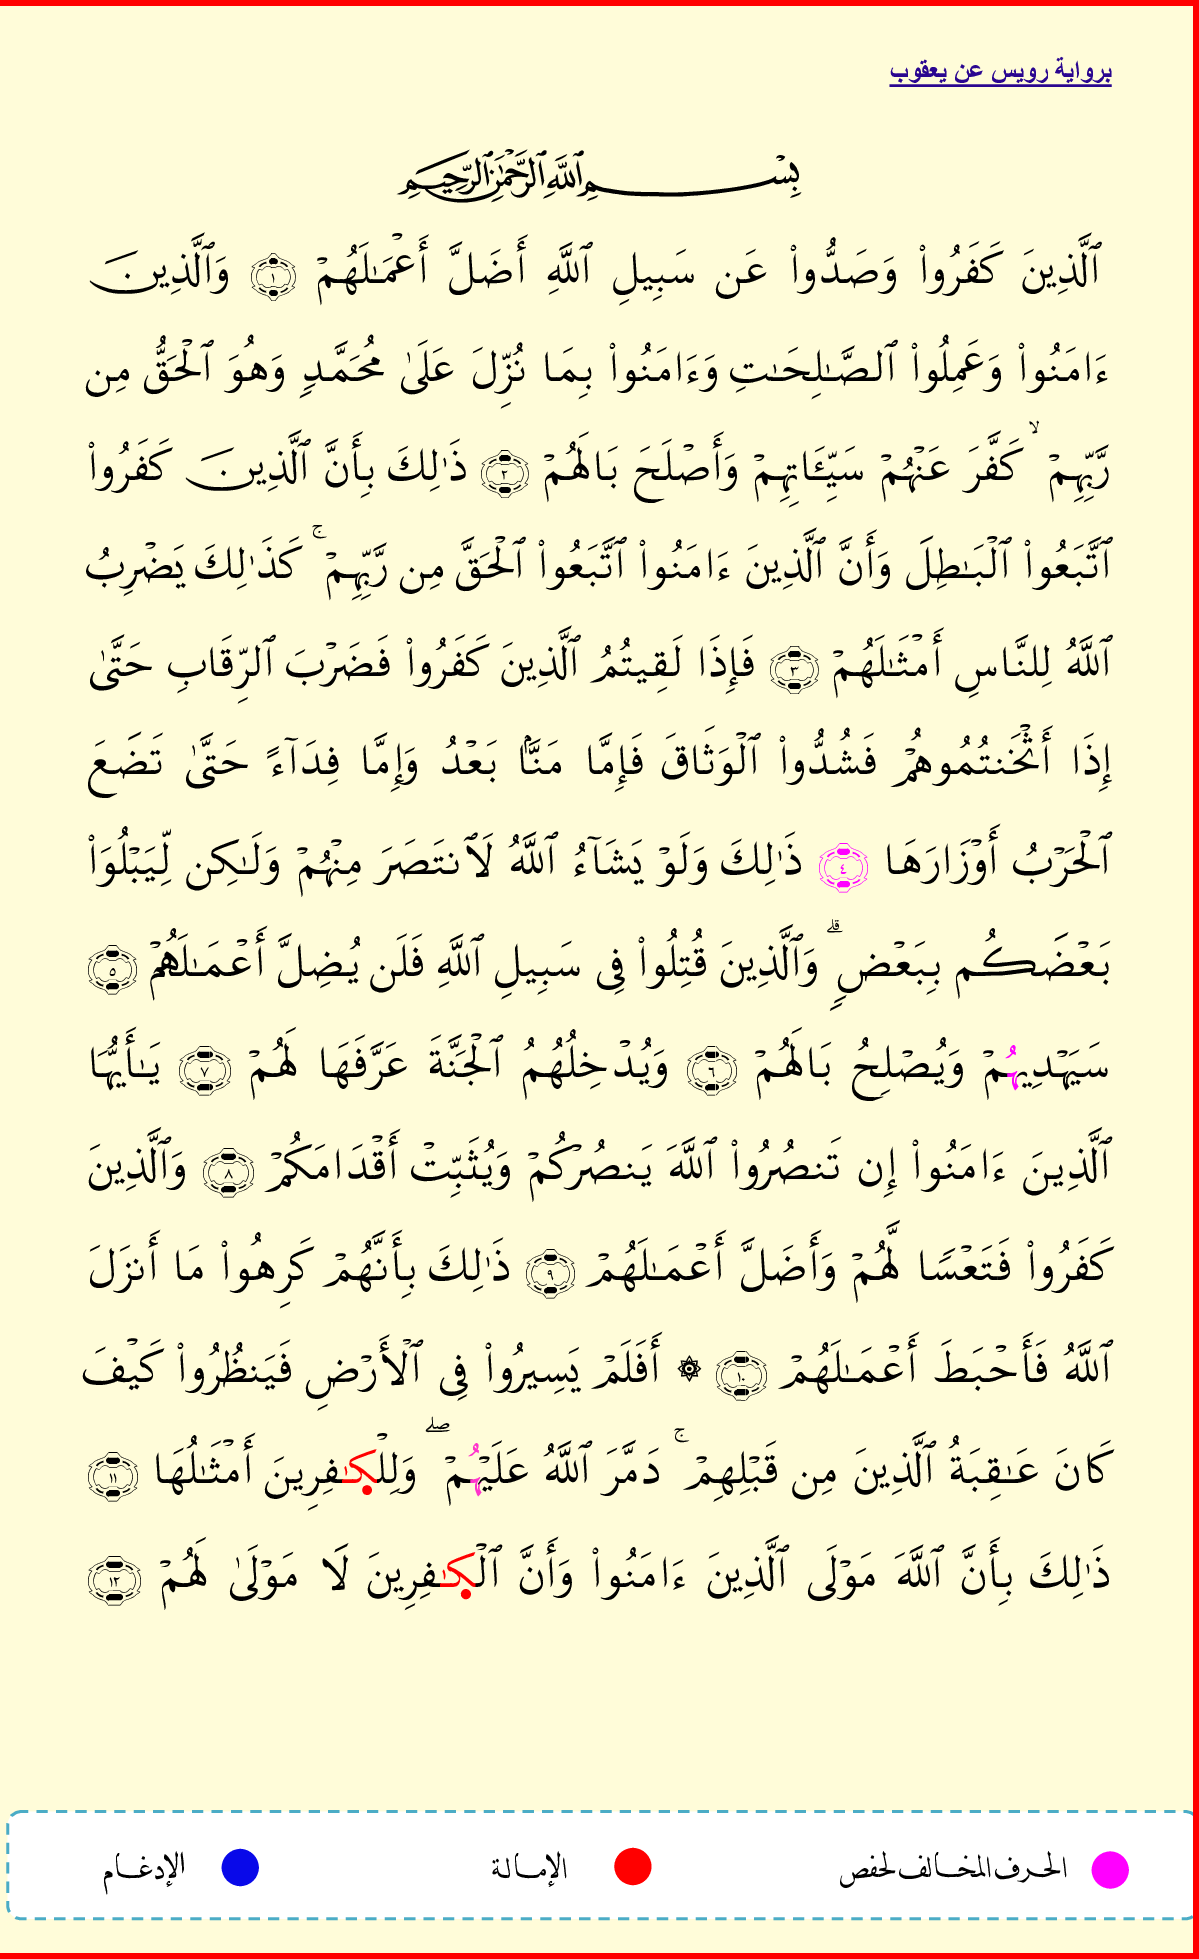 برواية رويس عن يعقوب
بِسْمِ ٱللَّهِ ٱلرَّحْمَٰنِ ٱلرَّحِيمِ
ٱلَّذِينَ كَفَرُوا۟ وَصَدُّوا۟ عَن سَبِيلِ ٱللَّهِ أَضَلَّ أَعْمَـٰلَهُمْ ١ وَٱلَّذِينَ
ءَامَنُوا۟ وَعَمِلُوا۟ ٱلصَّـٰلِحَـٰتِ وَءَامَنُوا۟ بِمَا نُزِّلَ عَلَىٰ مُحَمَّدٍ وَهُوَ ٱلْحَقُّ مِن
رَّبِّهِمْ ۙ كَفَّرَ عَنْهُمْ سَيِّـَٔاتِهِمْ وَأَصْلَحَ بَالَهُمْ ٢ ذَٰلِكَ بِأَنَّ ٱلَّذِينَ كَفَرُوا۟
ٱتَّبَعُوا۟ ٱلْبَـٰطِلَ وَأَنَّ ٱلَّذِينَ ءَامَنُوا۟ ٱتَّبَعُوا۟ ٱلْحَقَّ مِن رَّبِّهِمْ ۚ كَذَٰلِكَ يَضْرِبُ
ٱللَّهُ لِلنَّاسِ أَمْثَـٰلَهُمْ ٣ فَإِذَا لَقِيتُمُ ٱلَّذِينَ كَفَرُوا۟ فَضَرْبَ ٱلرِّقَابِ حَتَّىٰ
إِذَا أَثْخَنتُمُوهُمْ فَشُدُّوا۟ ٱلْوَثَاقَ فَإِمَّا مَنًّۢا بَعْدُ وَإِمَّا فِدَآءً حَتَّىٰ تَضَعَ
ٱلْحَرْبُ أَوْزَارَهَا ٤ ذَٰلِكَ وَلَوْ يَشَآءُ ٱللَّهُ لَٱنتَصَرَ مِنْهُمْ وَلَـٰكِن لِّيَبْلُوَا۟
بَعْضَكُم بِبَعْضٍ ۗ وَٱلَّذِينَ قُتِلُوا۟ فِى سَبِيلِ ٱللَّهِ فَلَن يُضِلَّ أَعْمَـٰلَهُمْ ٥
سَيَهْدِيهُمْ وَيُصْلِحُ بَالَهُمْ ٦ وَيُدْخِلُهُمُ ٱلْجَنَّةَ عَرَّفَهَا لَهُمْ ٧ يَـٰأَيُّهَا
ٱلَّذِينَ ءَامَنُوا۟ إِن تَنصُرُوا۟ ٱللَّهَ يَنصُرْكُمْ وَيُثَبِّتْ أَقْدَامَكُمْ ٨ وَٱلَّذِينَ
كَفَرُوا۟ فَتَعْسًا لَّهُمْ وَأَضَلَّ أَعْمَـٰلَهُمْ ٩ ذَٰلِكَ بِأَنَّهُمْ كَرِهُوا۟ مَا أَنزَلَ
ٱللَّهُ فَأَحْبَطَ أَعْمَـٰلَهُمْ ١٠ ۞ أَفَلَمْ يَسِيرُوا۟ فِى ٱلْأَرْضِ فَيَنظُرُوا۟ كَيْفَ
كَانَ عَـٰقِبَةُ ٱلَّذِينَ مِن قَبْلِهِمْ ۚ دَمَّرَ ٱللَّهُ عَلَيْهُمْ ۖ وَلِلْكَـٰفِرِينَ أَمْثَـٰلُهَا ١١
ذَٰلِكَ بِأَنَّ ٱللَّهَ مَوْلَى ٱلَّذِينَ ءَامَنُوا۟ وَأَنَّ ٱلْكَـٰفِرِينَ لَا مَوْلَىٰ لَهُمْ ١٢
الحرف المخالف لحفص الإمالة الإدغام